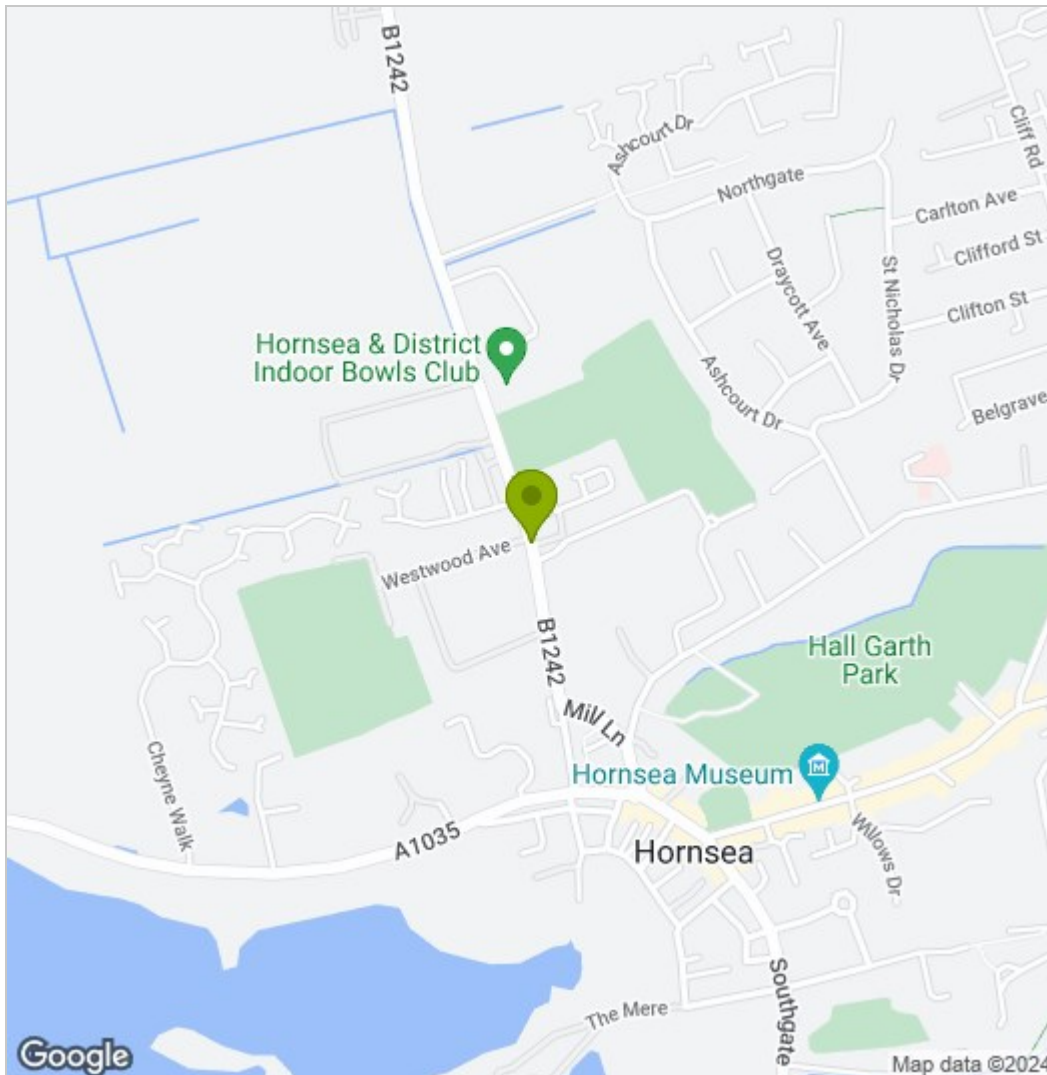 B1242
Ashcourt Dr
Northgate
Cliff Rd
Carlton Ave
Clifford St
Draycott Ave
St Nicholas Dr
Clifton St
Hornsea & District
Indoor Bowls Club
Ashcourt Dr
Belgrave
Westwood Ave
B1242
Hall Garth
Park
Mill Ln
Cheyne Walk
Hornsea Museum
M
A1035
Hornsea
Willows Dr
Southgate
The Mere
Google
Map data ©2024